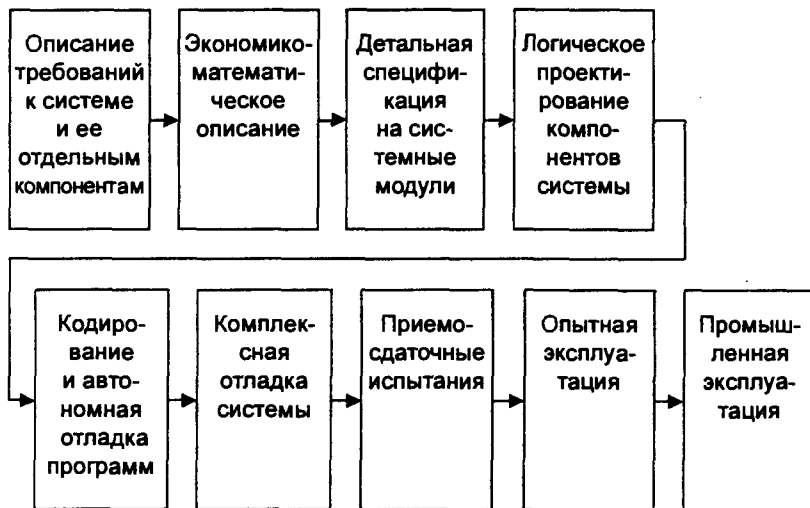 Описание
требований
к системе
и ее
отдельным
компонентам
Экономико-
математи-
ческое
описание
Детальная
специфи-
кация
на сис-
темные
модули
Логическое
проекти-
рование
компо-
нентов
системы
Кодиро-
вание
и авто-
номная
отладка
программ
Комплек-
сная
отладка
системы
Приемо-
сдаточные
испытания
Опытная
эксплуа-
тация
Промыш-
ленная
эксплуа-
тация